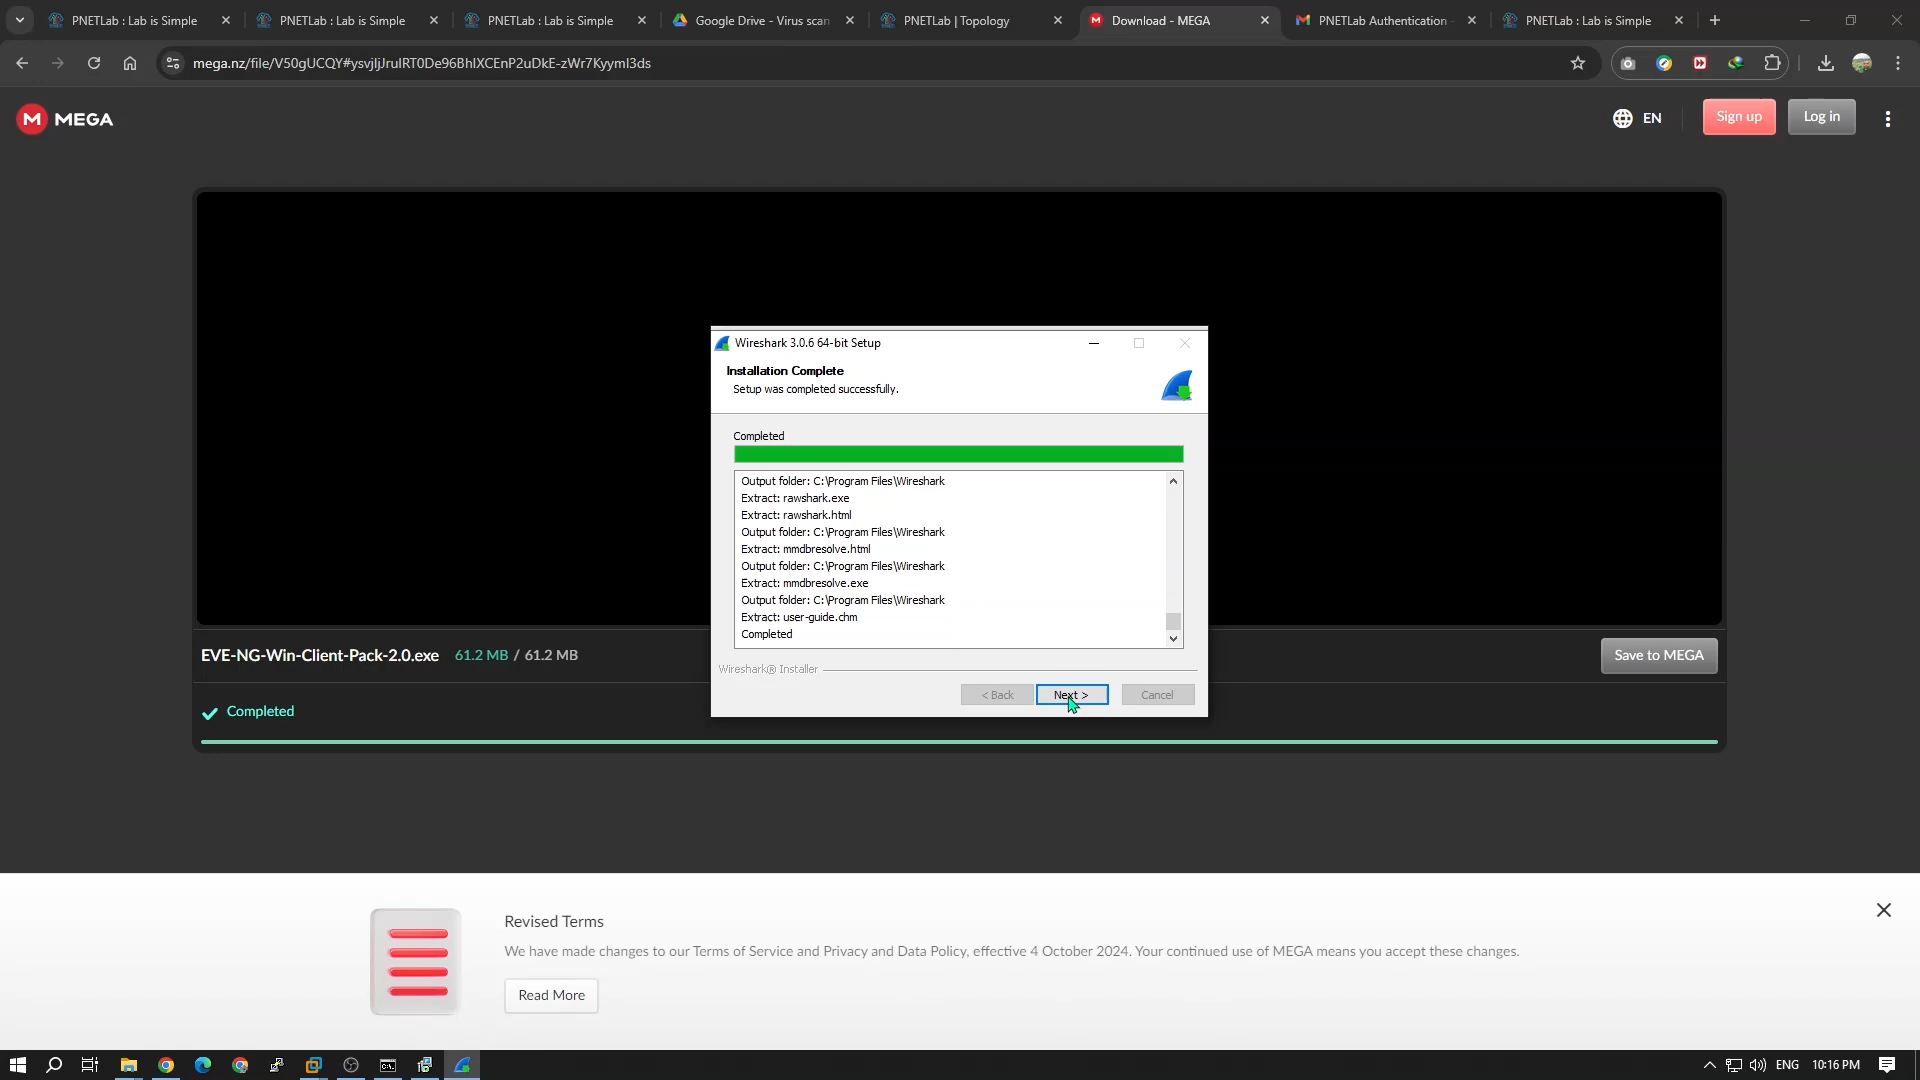 PNETLab : Lab is Simple
PNETLab : Lab is Simple
PNETLab : Lab is Simple
Google Drive - Virus scan
PNETLab | Topology
Download - MEGA
PNETLab Authentication
PNETLab : Lab is Simple
M MEGA
EN
Sign up
Log in
Wireshark 3.0.6 64-bit Setup
Installation Complete
Setup was completed successfully.
Completed
Output folder: C:\Program Files\Wireshark
Extract: rawshark.exe
Extract: rawshark.html
Output folder: C:\Program Files\Wireshark
Extract: mmdbresolve.html
Output folder: C:\Program Files\Wireshark
Extract: mmdbresolve.exe
Output folder: C:\Program Files\Wireshark
Extract: user-guide.chm
Completed
Wireshark® Installer
< Back
Next >
Cancel
EVE-NG-Win-Client-Pack-2.0.exe 61.2 MB / 61.2 MB
Save to MEGA
Completed
Revised Terms
We have made changes to our Terms of Service and Privacy and Data Policy, effective 4 October 2024. Your continued use of MEGA means you accept these changes.
Read More
ENG
10:16 PM